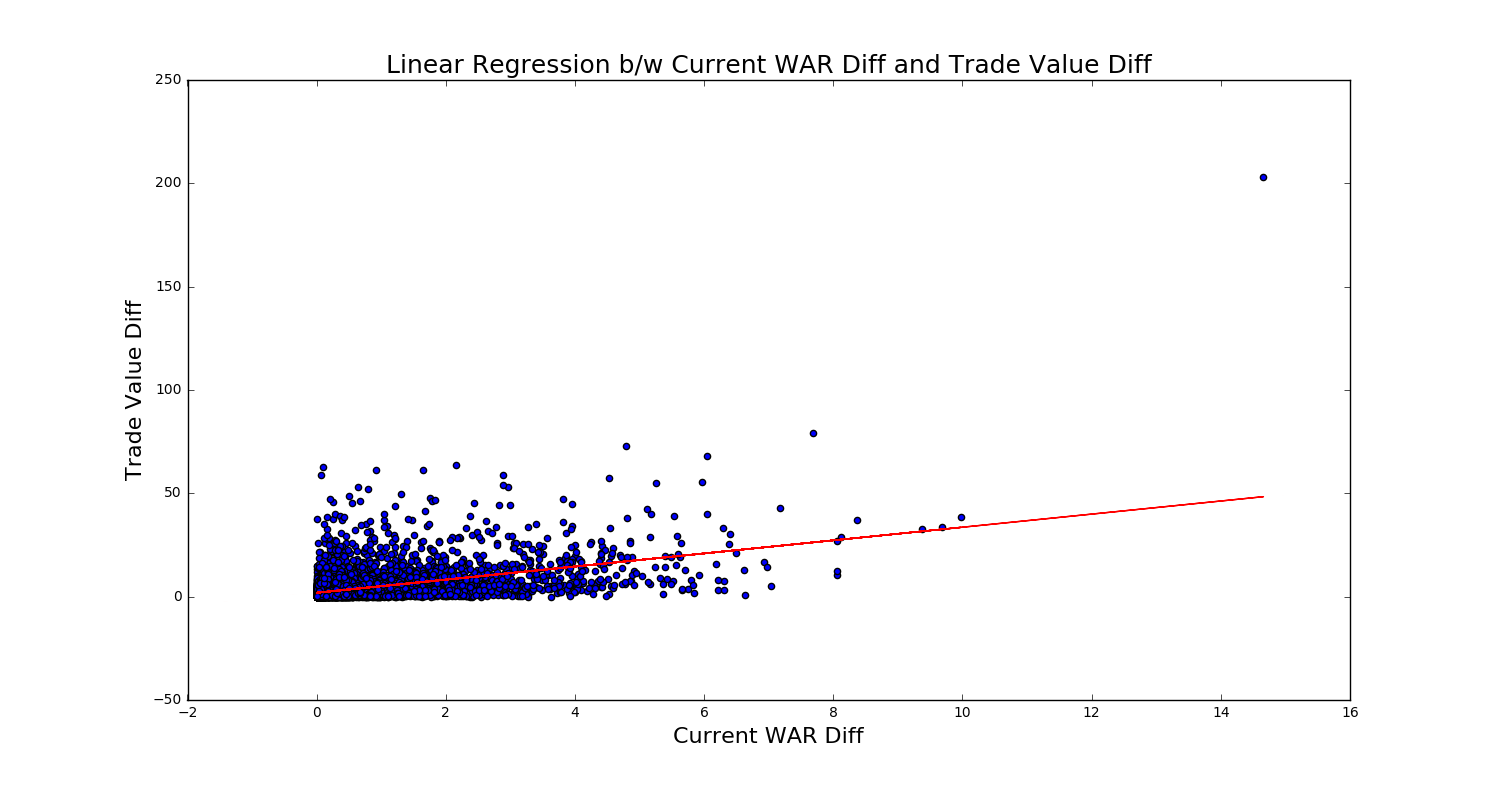 Linear Regression b/w Current WAR Diff and Trade Value Diff
250
200
150
100
50
0
−50
Trade Value Diff
−2 0 2 4 6 8 10 12 14 16
Current WAR Diff